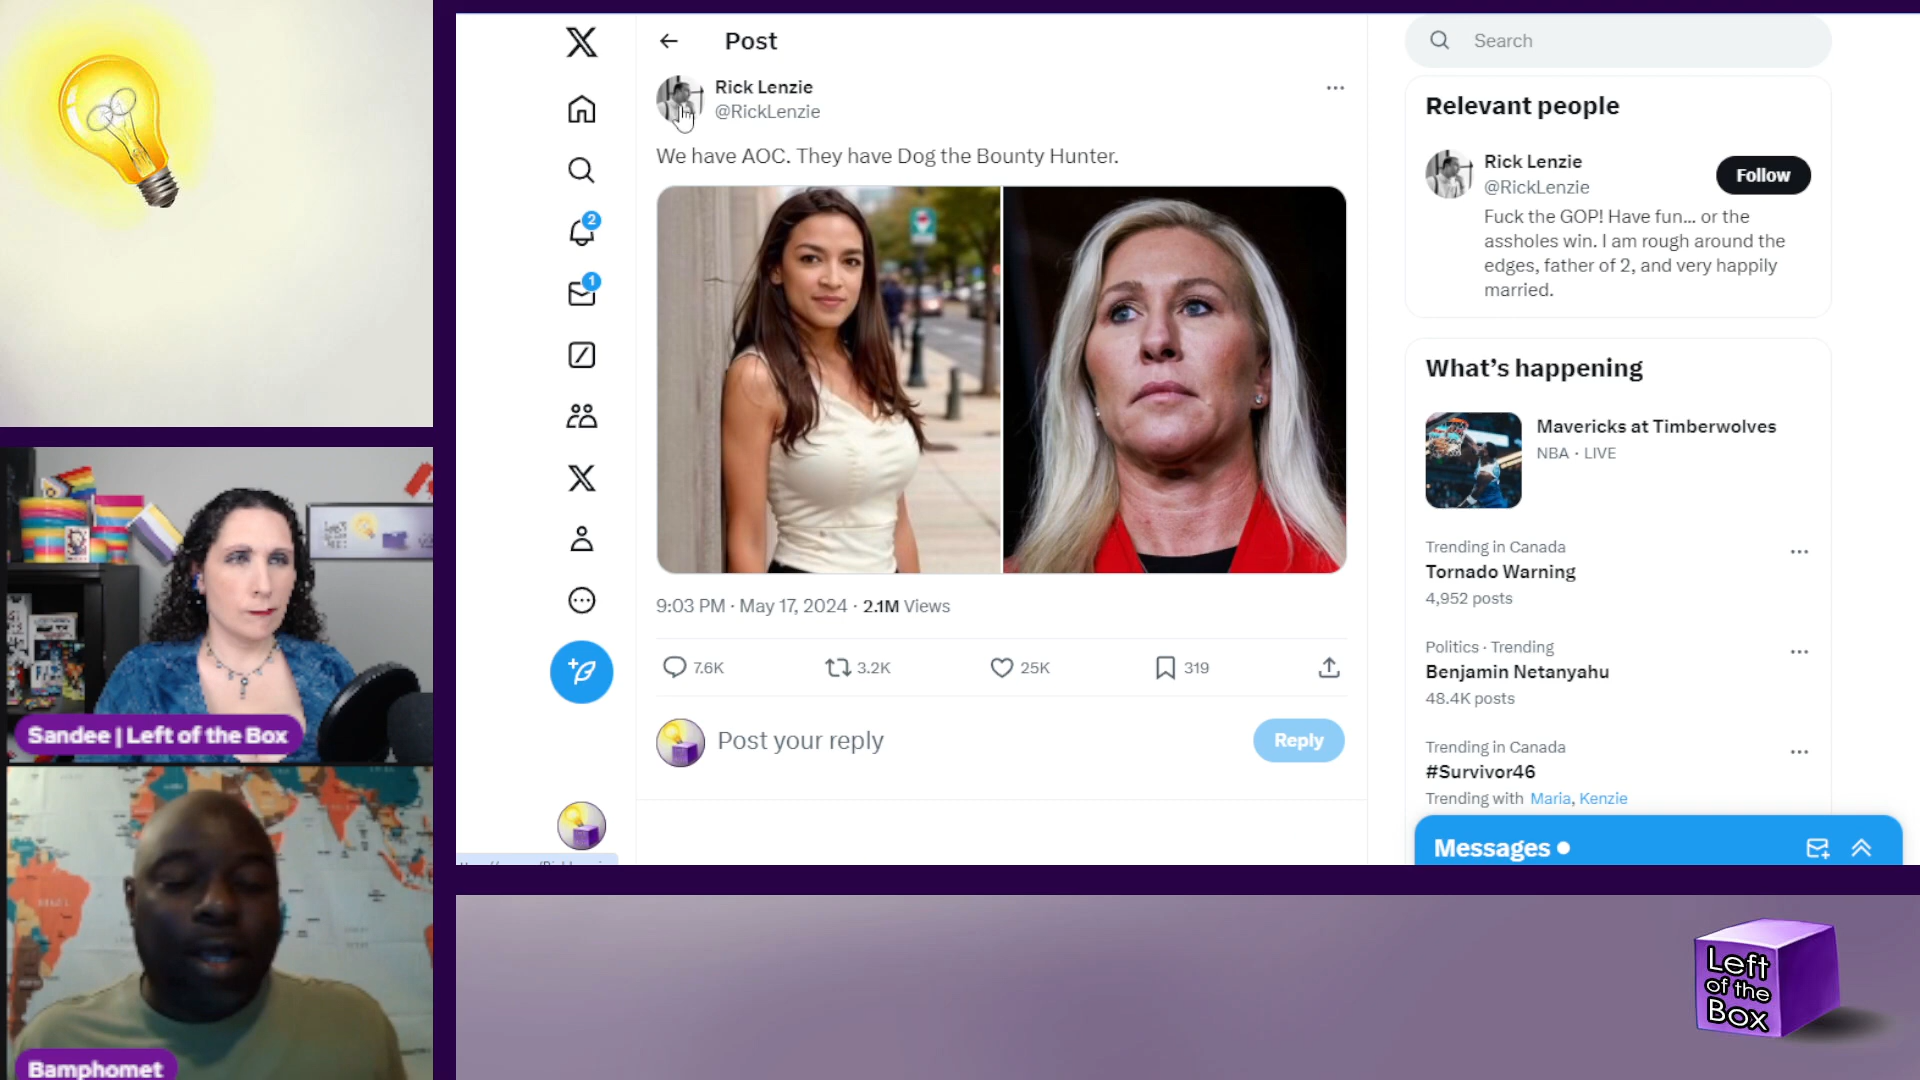 Post
Rick Lenzie
@RickLenzie
We have AOC. They have Dog the Bounty Hunter.
9:03 PM · May 17, 2024 · 2.1M Views
7.6K
3.2K
25K
319
Post your reply
Reply
2
1
Search
Relevant people
Rick Lenzie
@RickLenzie
Follow
Fuck the GOP! Have fun... or the
assholes win. I am rough around the
edges, father of 2, and very happily
married.
What's happening
Mavericks at Timberwolves
NBA · LIVE
Trending in Canada
Tornado Warning
4,952 posts
Politics · Trending
Benjamin Netanyahu
48.4K posts
Trending in Canada
#Survivor46
Trending with Maria, Kenzie
Messages
Sandee | Left of the Box
Bamphomet
Left
of the
Box